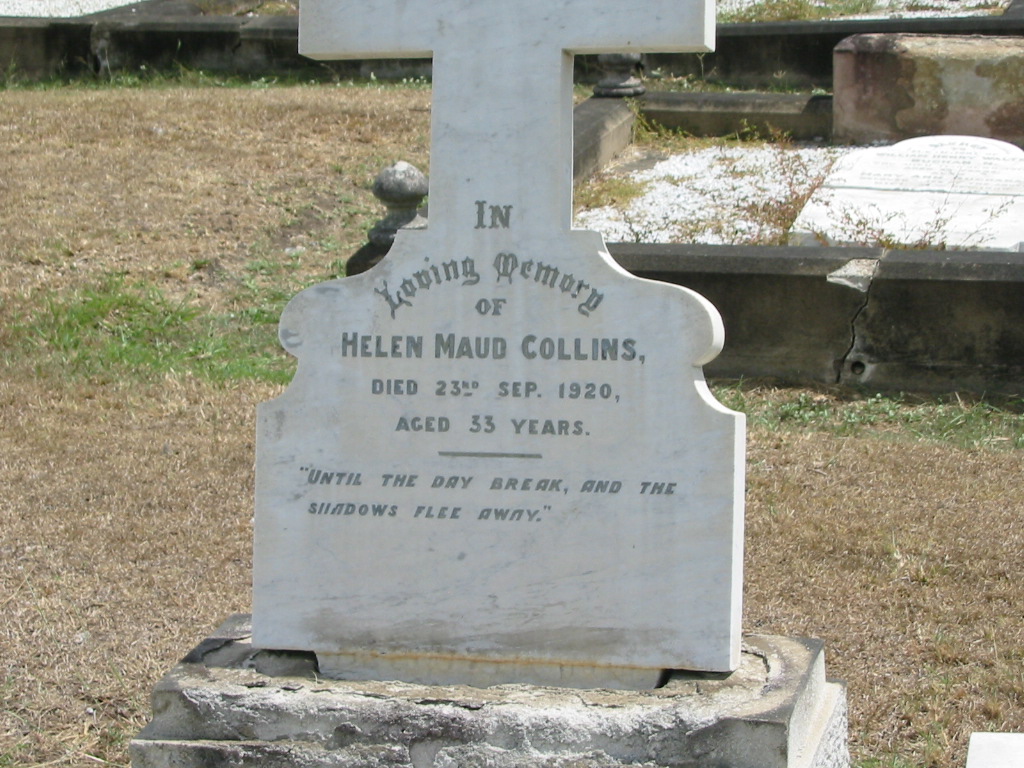 IN
Loving Memory
OF
HELEN MAUD COLLINS,
DIED 23RD SEP. 1920,
AGED 33 YEARS.
"UNTIL THE DAY BREAK, AND THE
SHADOWS FLEE AWAY."